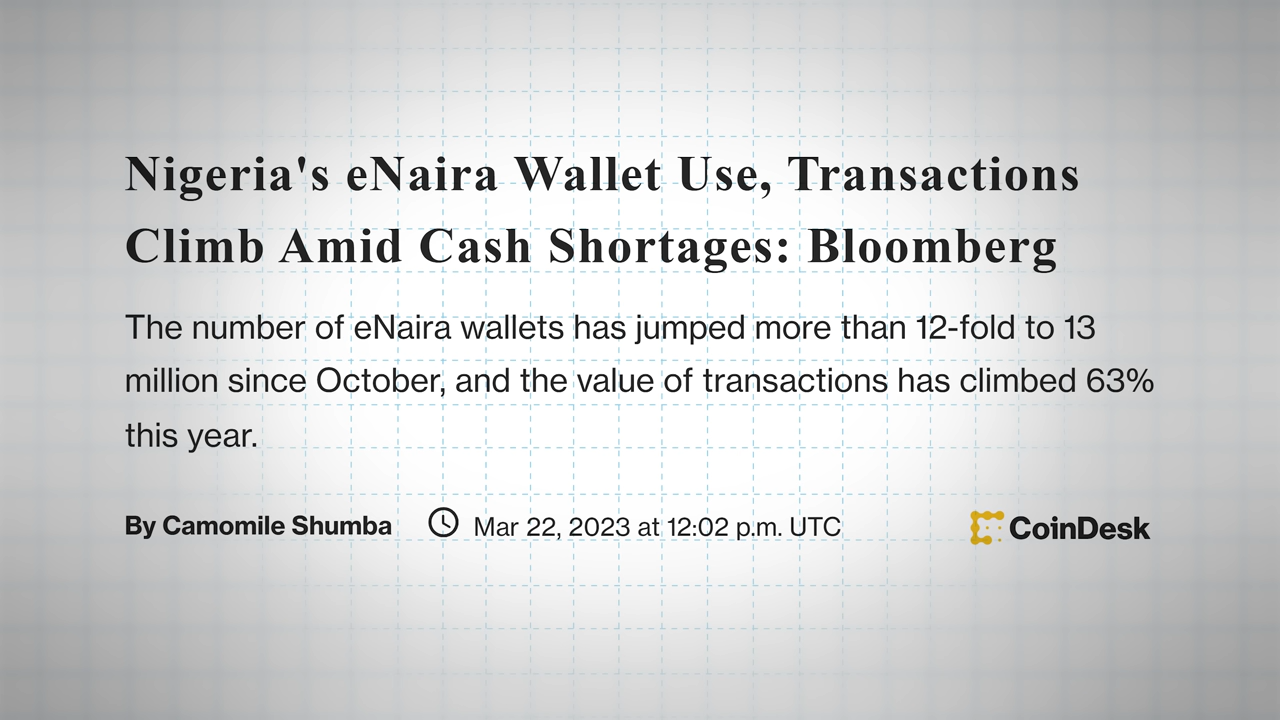 Nigeria's eNaira Wallet Use, Transactions
Climb Amid Cash Shortages: Bloomberg
The number of eNaira wallets has jumped more than 12-fold to 13
million since October, and the value of transactions has climbed 63%
this year.
By Camomile Shumba Mar 22, 2023 at 12:02 p.m. UTC CoinDesk